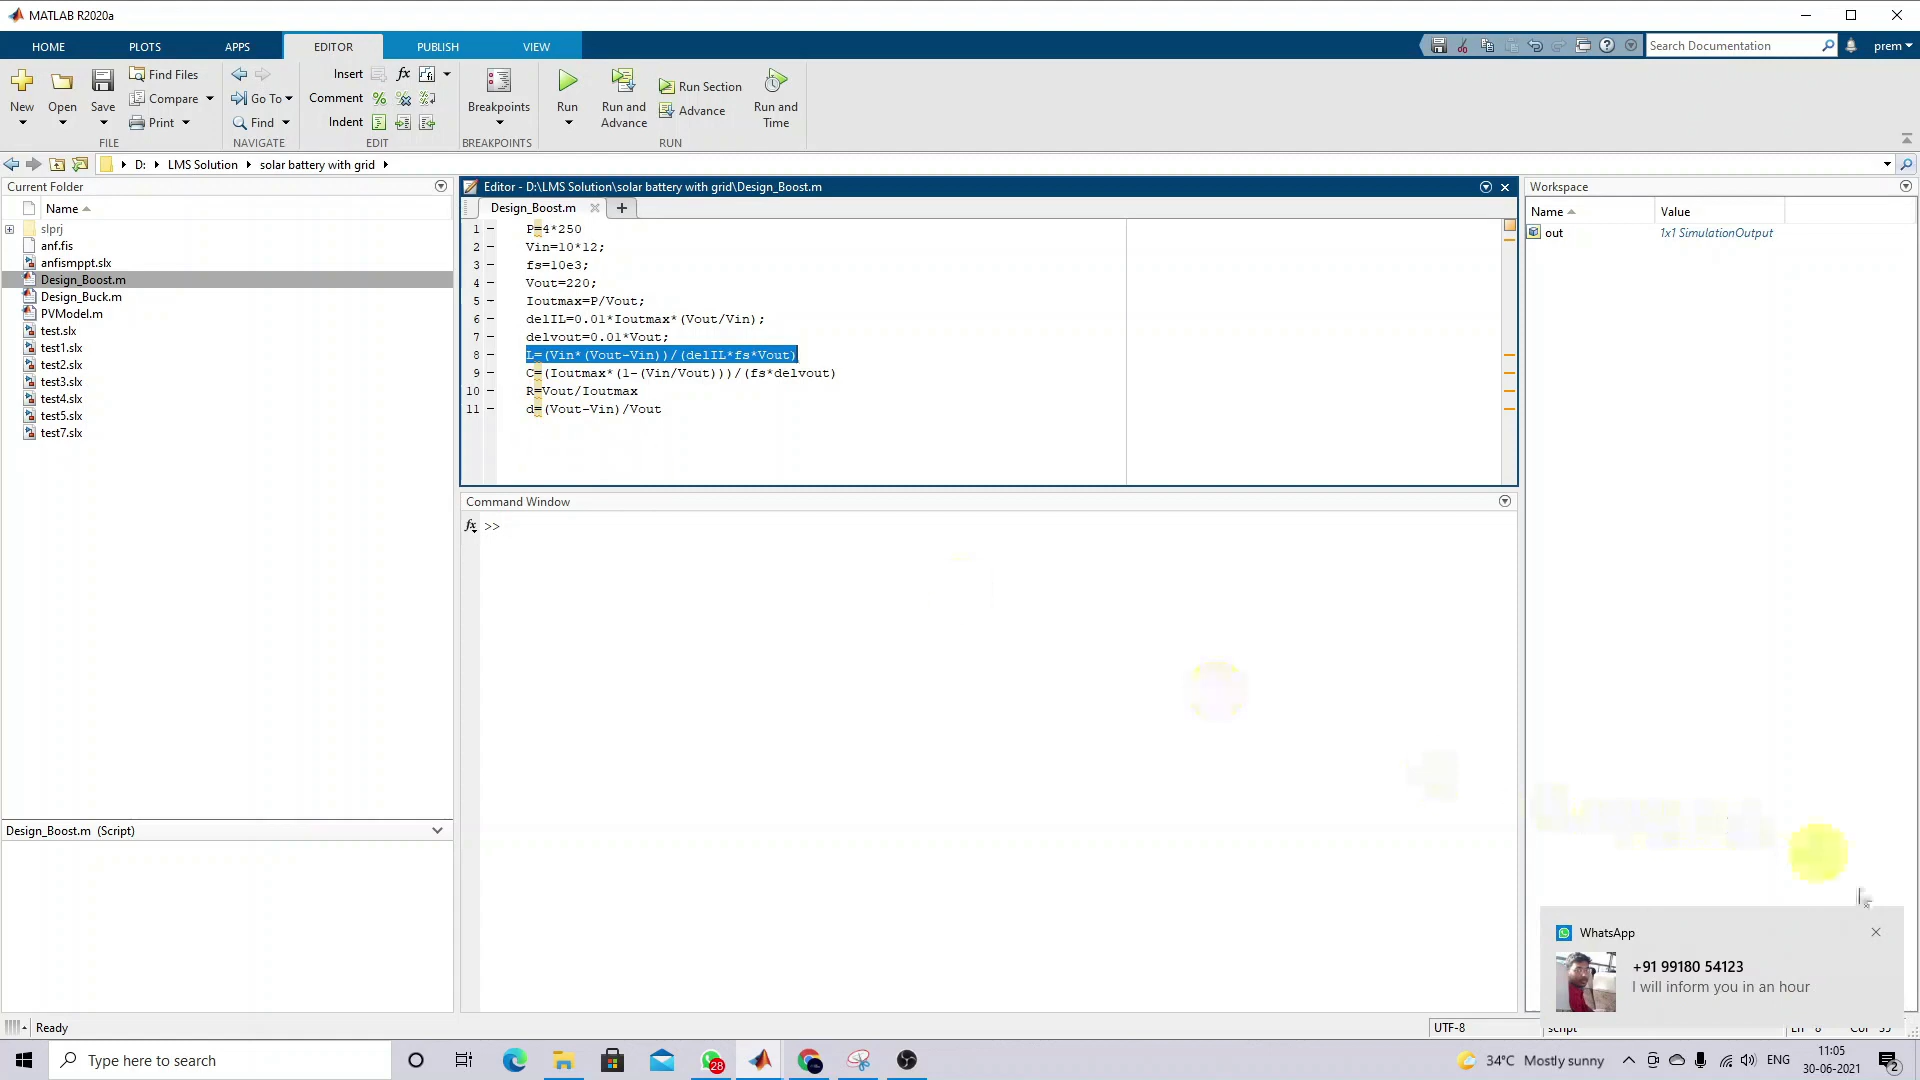 MATLAB R2020a
HOME
PLOTS
APPS
EDITOR
PUBLISH
VIEW
Search Documentation
prem
New
Open
Save
Find Files
Compare
Print
FILE
Go To
Find
NAVIGATE
Insert
Comment
Indent
EDIT
Breakpoints
BREAKPOINTS
Run
Run and Advance
Run Section
Advance
Run and Time
RUN
D:
LMS Solution
solar battery with grid
Current Folder
Name
slprj
anf.fis
anfismppt.slx
Design_Boost.m
Design_Buck.m
PVModel.m
test.slx
test1.slx
test2.slx
test3.slx
test4.slx
test5.slx
test7.slx
Design_Boost.m (Script)
Editor - D:\LMS Solution\solar battery with grid\Design_Boost.m
Design_Boost.m
1 - P=4*250
2 - Vin=10*12;
3 - fs=10e3;
4 - Vout=220;
5 - Ioutmax=P/Vout;
6 - delIL=0.01*Ioutmax*(Vout/Vin);
7 - delvout=0.01*Vout;
8 - L=(Vin*(Vout-Vin))/(delIL*fs*Vout)
9 - C=(Ioutmax*(1-(Vin/Vout)))/(fs*delvout)
10 - R=Vout/Ioutmax
11 - d=(Vout-Vin)/Vout
Command Window
fx >>
Workspace
Name
Value
out
1x1 SimulationOutput
WhatsApp
+91 99180 54123
I will inform you in an hour
Ready
UTF-8
script
Type here to search
28
34°C Mostly sunny
ENG
11:05
30-06-2021
2